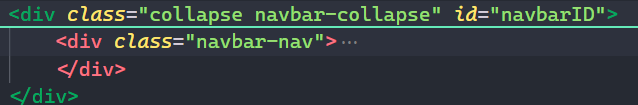 <div class="collapse navbar-collapse" id="navbarID">
<div class="navbar-nav">···
</div>
</div>